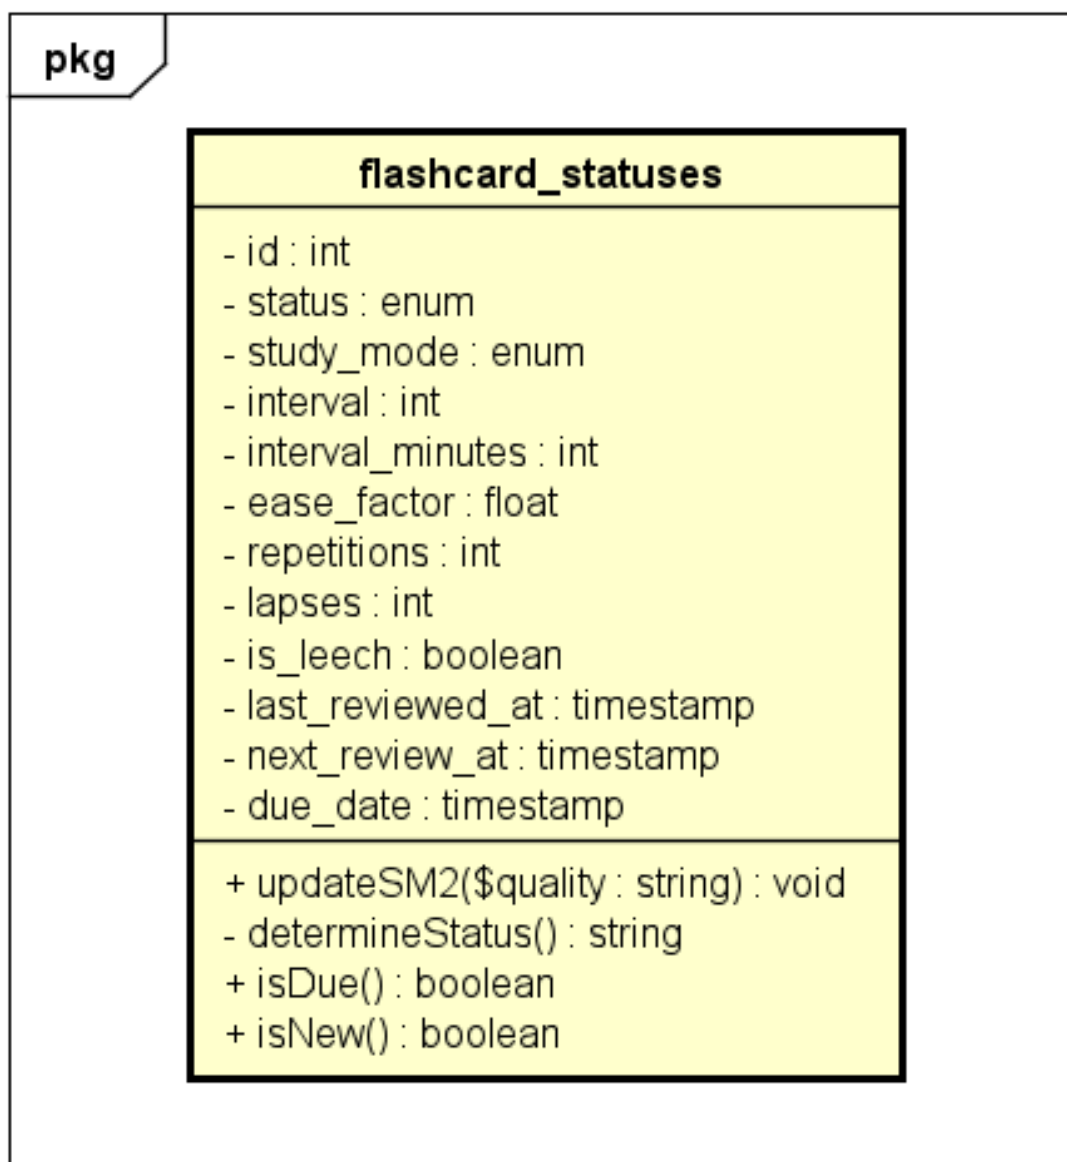 pkg
flashcard_statuses
- id : int
- status : enum
- study_mode : enum
- interval : int
- interval_minutes : int
- ease_factor : float
- repetitions : int
- lapses : int
- is_leech : boolean
- last_reviewed_at : timestamp
- next_review_at : timestamp
- due_date : timestamp
+ updateSM2($quality : string) : void
- determineStatus() : string
+ isDue() : boolean
+ isNew() : boolean